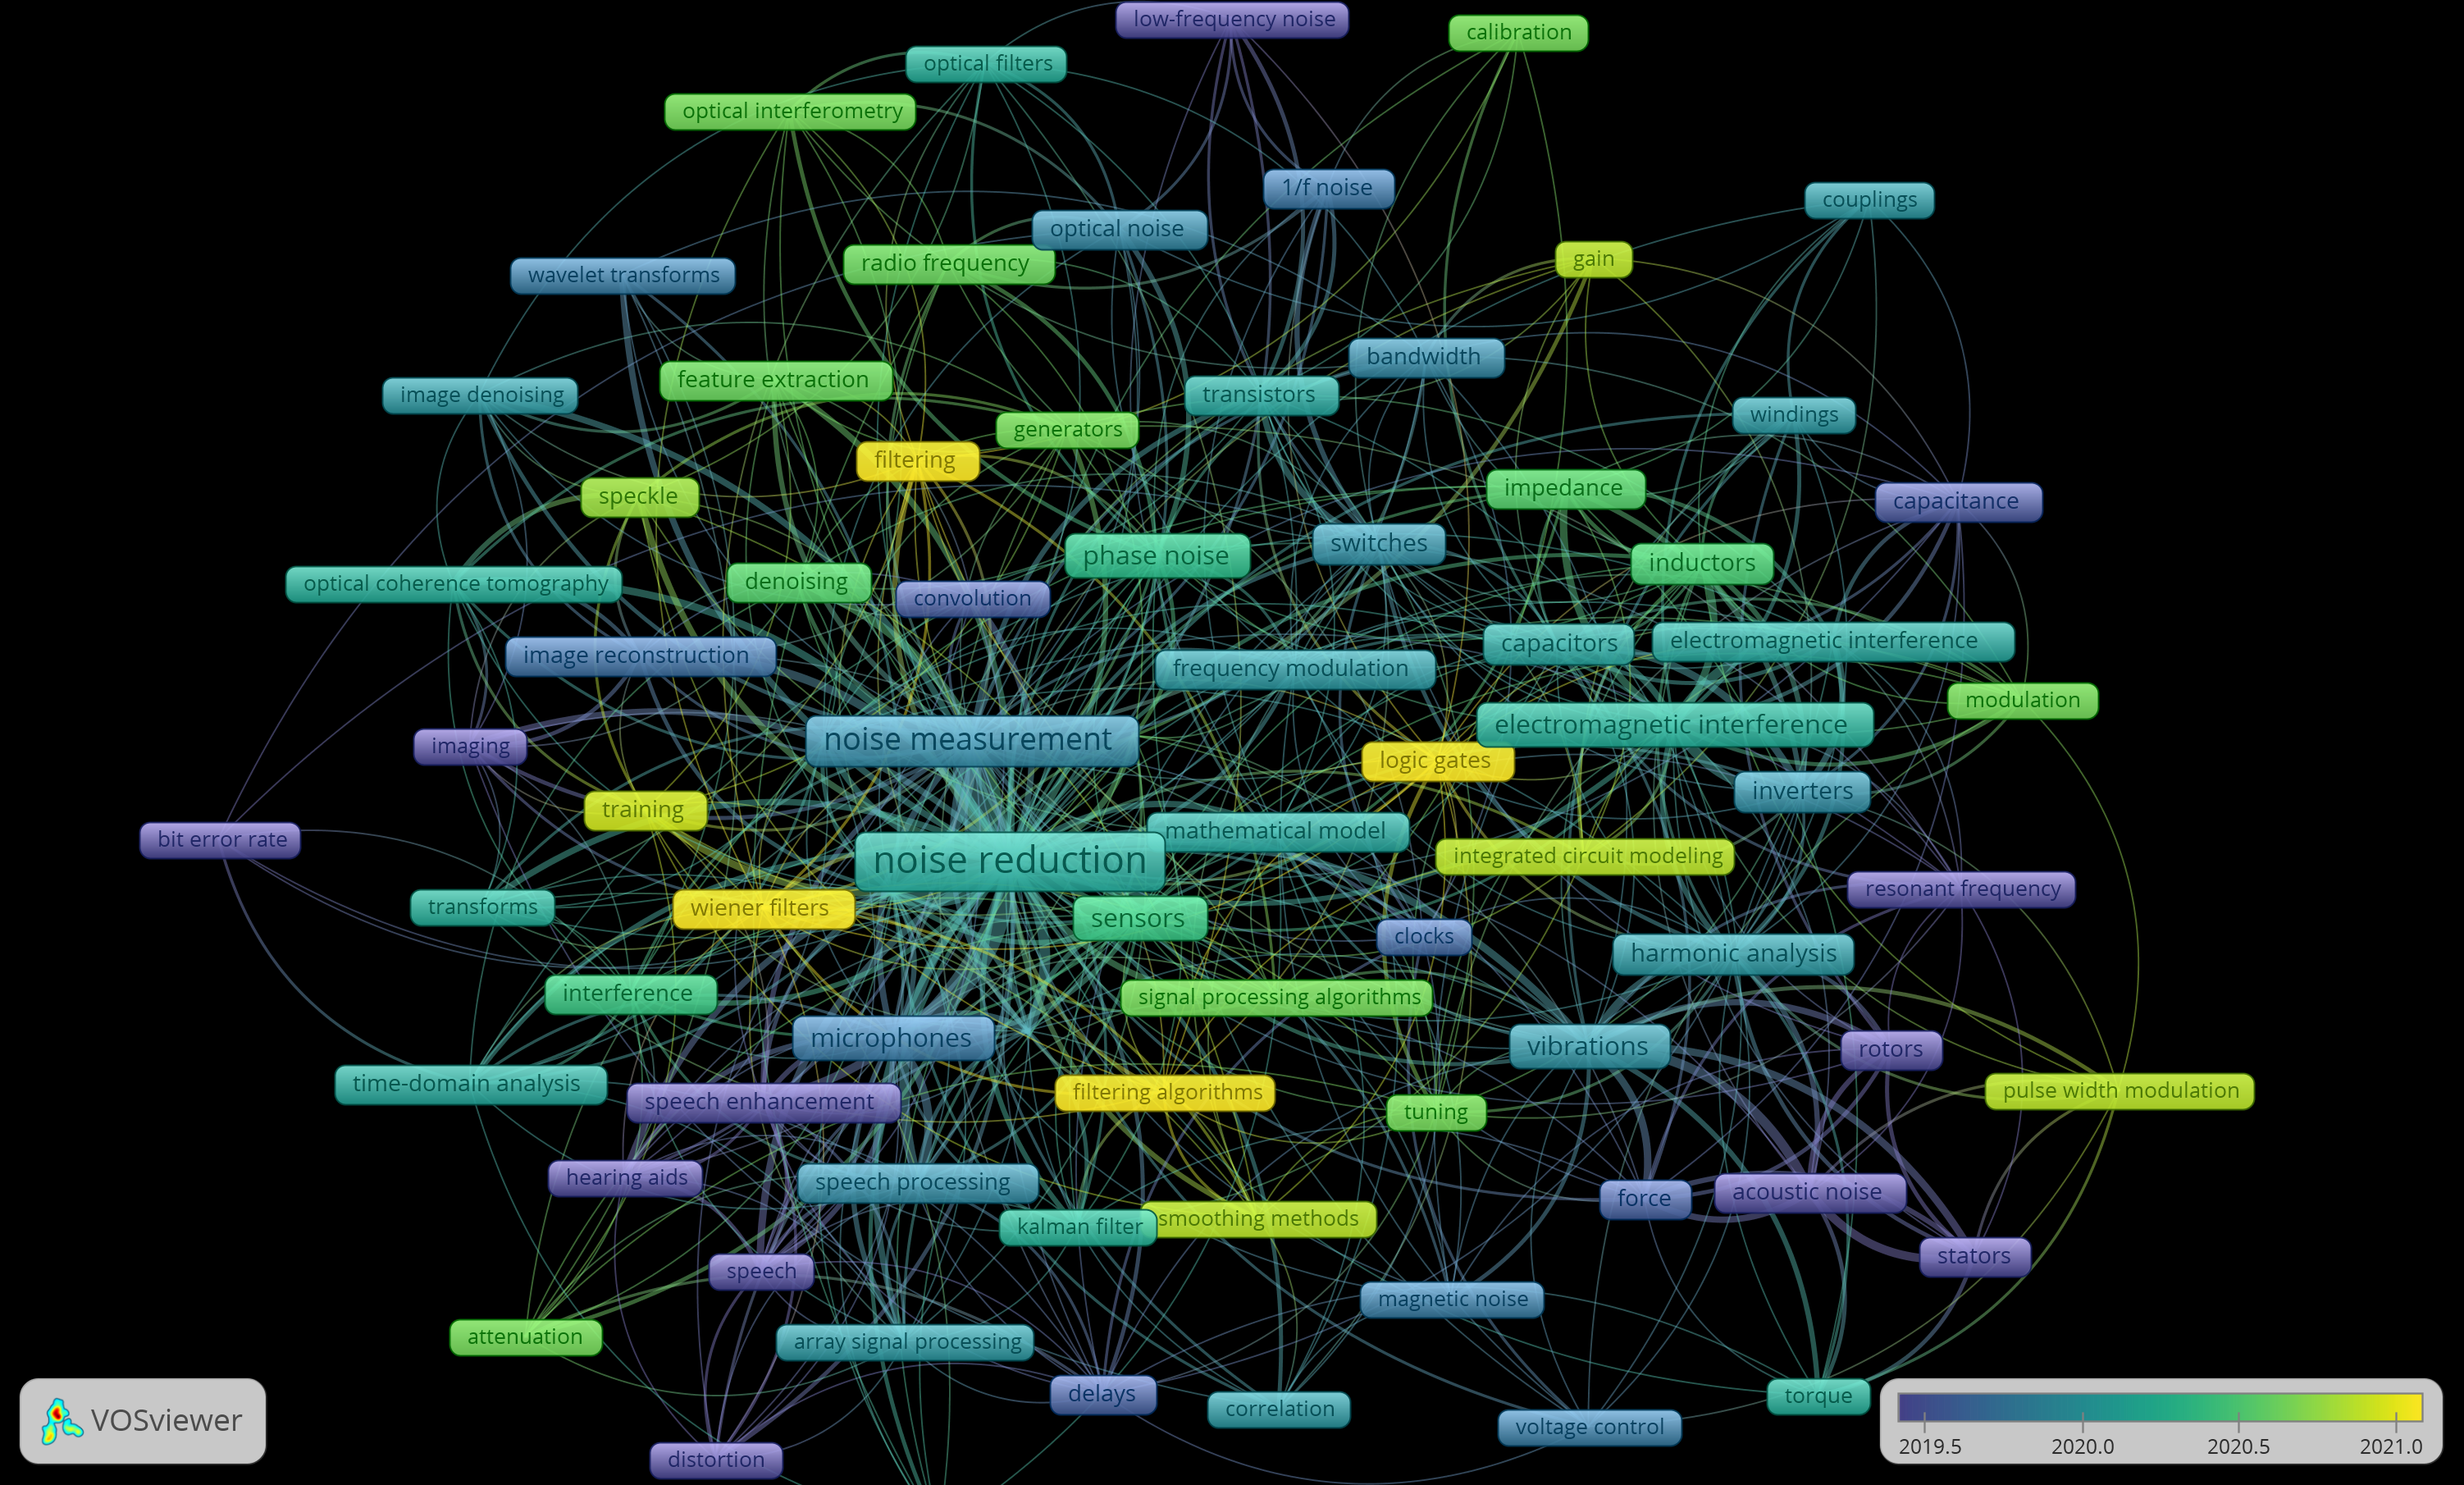 low-frequency noise
calibration
optical filters
optical interferometry
1/f noise
couplings
optical noise
gain
radio frequency
wavelet transforms
bandwidth
feature extraction
image denoising
transistors
windings
generators
filtering
impedance
speckle
capacitance
switches
phase noise
inductors
denoising
optical coherence tomography
convolution
capacitors
electromagnetic interference
image reconstruction
frequency modulation
modulation
electromagnetic interference
noise measurement
imaging
logic gates
inverters
training
mathematical model
bit error rate
integrated circuit modeling
noise reduction
resonant frequency
transforms
wiener filters
sensors
clocks
harmonic analysis
interference
signal processing algorithms
microphones
vibrations
rotors
time-domain analysis
filtering algorithms
pulse width modulation
speech enhancement
tuning
hearing aids
speech processing
acoustic noise
force
smoothing methods
kalman filter
stators
speech
magnetic noise
attenuation
array signal processing
delays
torque
correlation
voltage control
distortion
VOSviewer
2019.5
2020.0
2020.5
2021.0